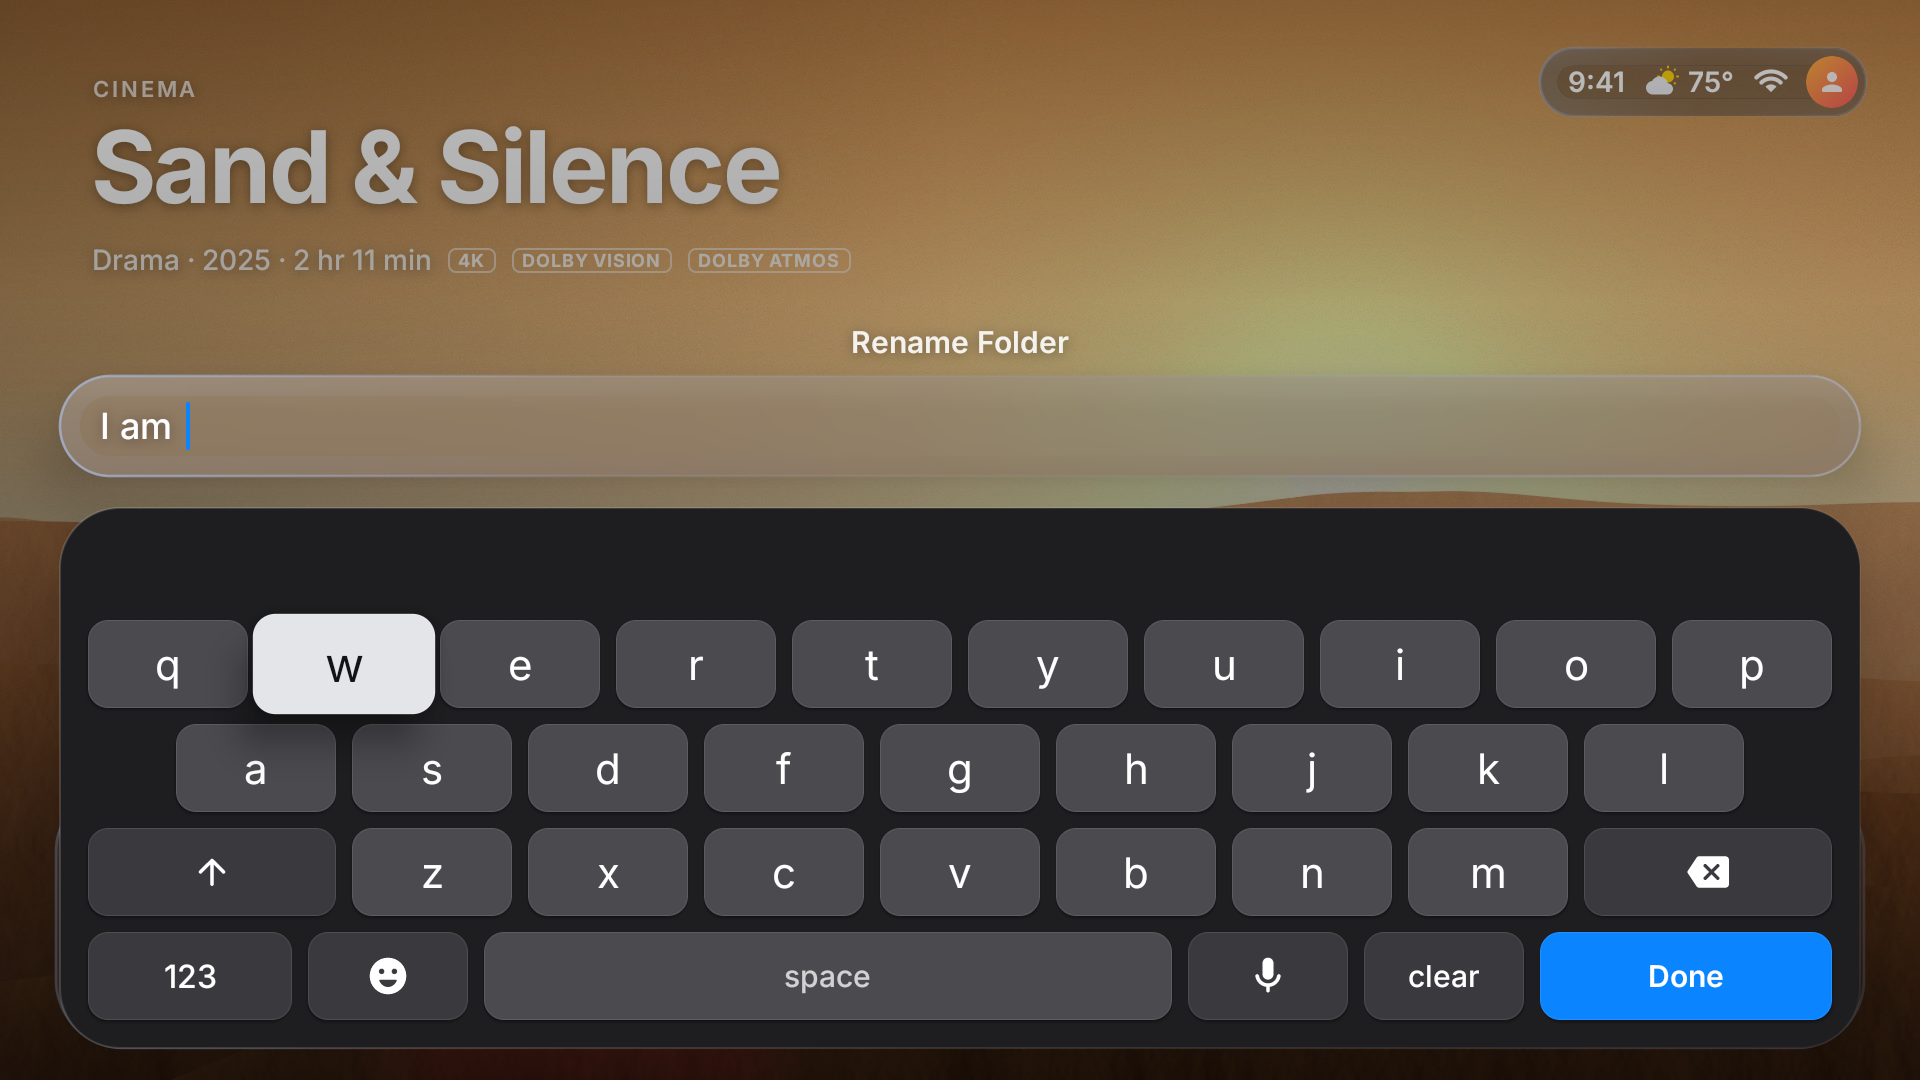 CINEMA
9:41 75°
Sand & Silence
Drama · 2025 · 2 hr 11 min 4K DOLBY VISION DOLBY ATMOS
Rename Folder
I am
q w e r t y u i o p
a s d f g h j k l
z x c v b n m
123 space clear Done